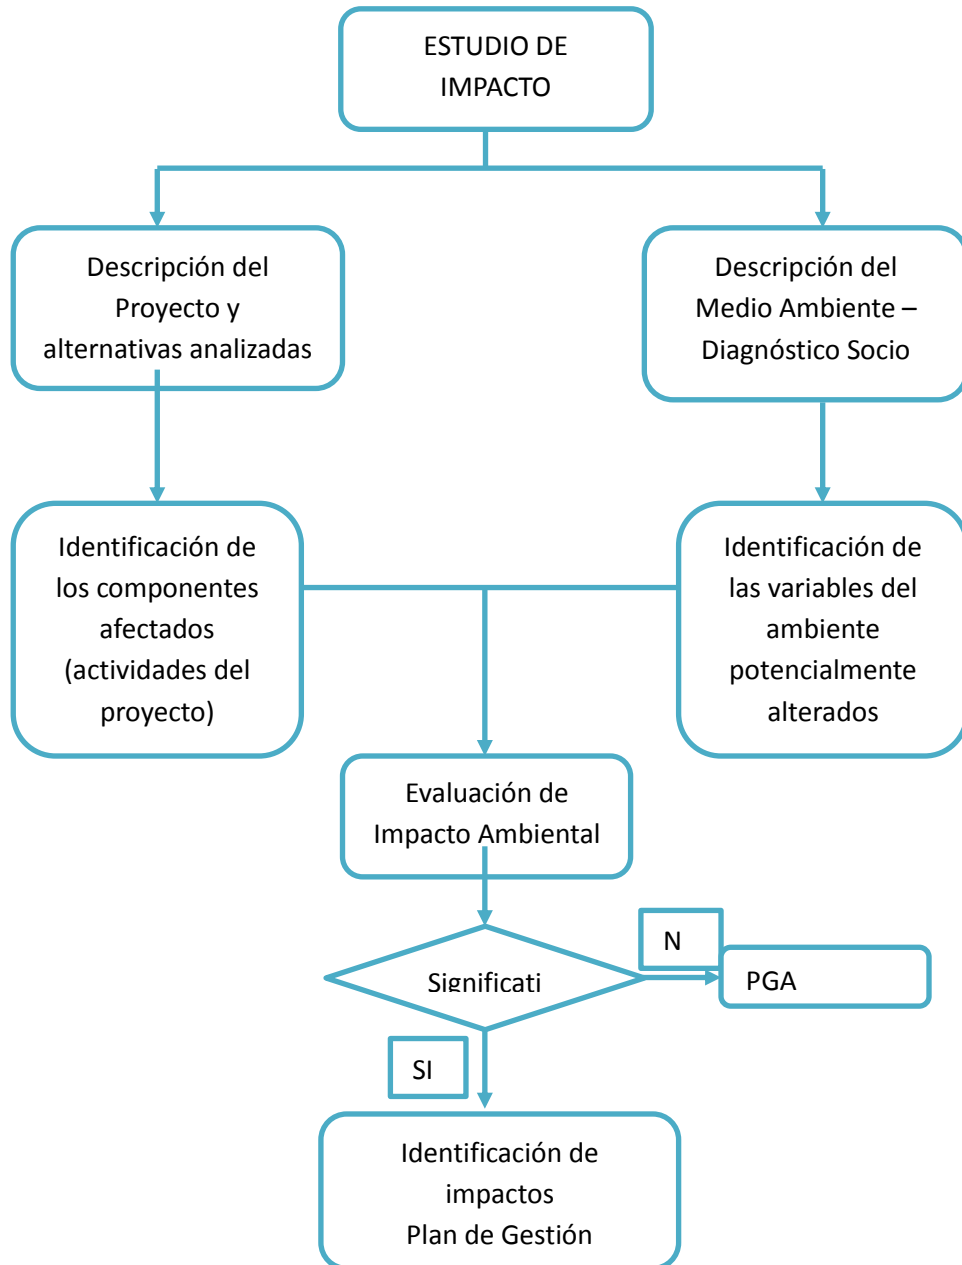 ESTUDIO DE
IMPACTO
Descripción del
Proyecto y
alternativas analizadas
Descripción del
Medio Ambiente –
Diagnóstico Socio
Identificación de
los componentes
afectados
(actividades del
proyecto)
Identificación de
las variables del
ambiente
potencialmente
alterados
Evaluación de
Impacto Ambiental
N
Significati
PGA
SI
Identificación de
impactos
Plan de Gestión